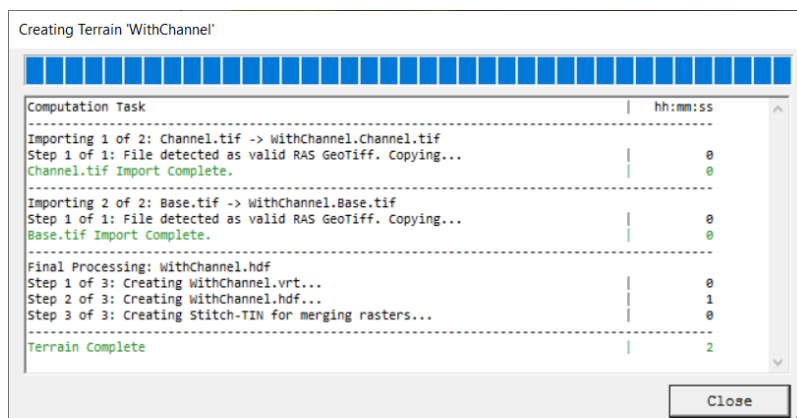 Creating Terrain 'WithChannel'
Computation Task | hh:mm:ss
Importing 1 of 2: Channel.tif -> WithChannel.Channel.tif
Step 1 of 1: File detected as valid RAS GeoTiff. Copying... | 0
Channel.tif Import Complete. | 0
Importing 2 of 2: Base.tif -> WithChannel.Base.tif
Step 1 of 1: File detected as valid RAS GeoTiff. Copying... | 0
Base.tif Import Complete. | 0
Final Processing: WithChannel.hdf
Step 1 of 3: Creating WithChannel.vrt... | 0
Step 2 of 3: Creating WithChannel.hdf... | 1
Step 3 of 3: Creating Stitch-TIN for merging rasters... | 0
Terrain Complete | 2
Close